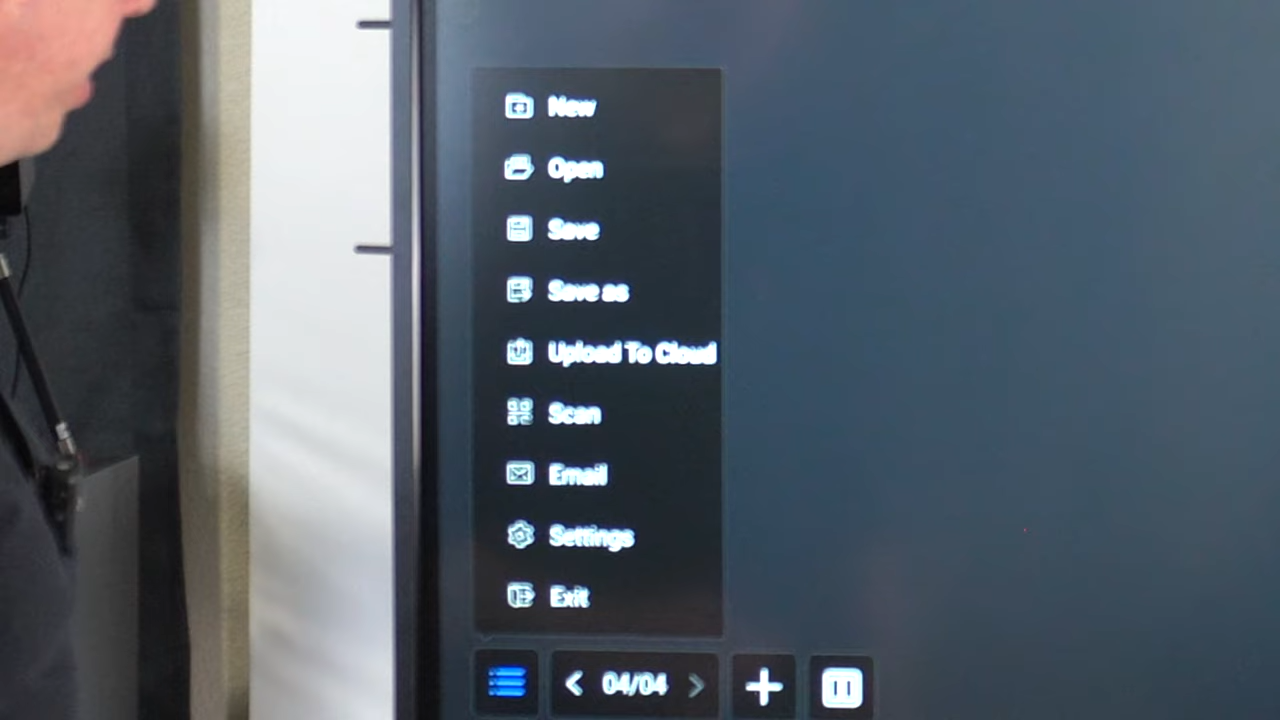 New
Open
Save
Save as
Upload To Cloud
Scan
Email
Settings
Exit
04/04